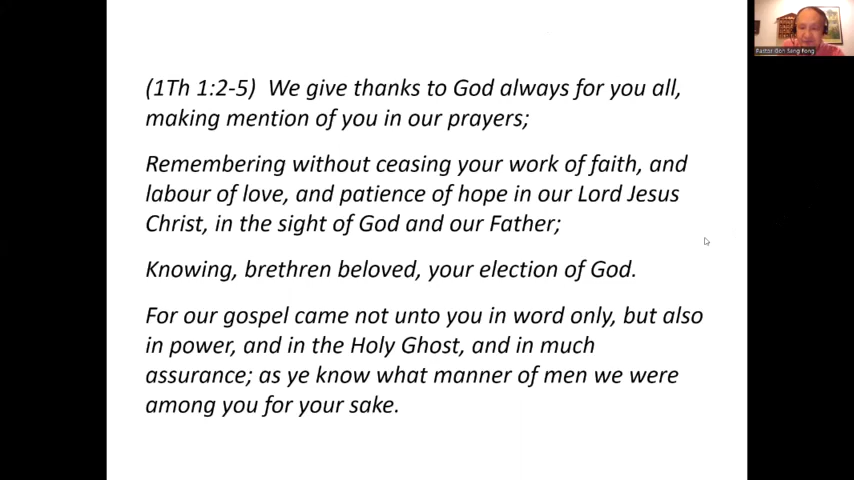 (1Th 1:2-5) We give thanks to God always for you all,
making mention of you in our prayers;
Remembering without ceasing your work of faith, and
labour of love, and patience of hope in our Lord Jesus
Christ, in the sight of God and our Father;
Knowing, brethren beloved, your election of God.
For our gospel came not unto you in word only, but also
in power, and in the Holy Ghost, and in much
assurance; as ye know what manner of men we were
among you for your sake.
Pastor Goh Seng Fong